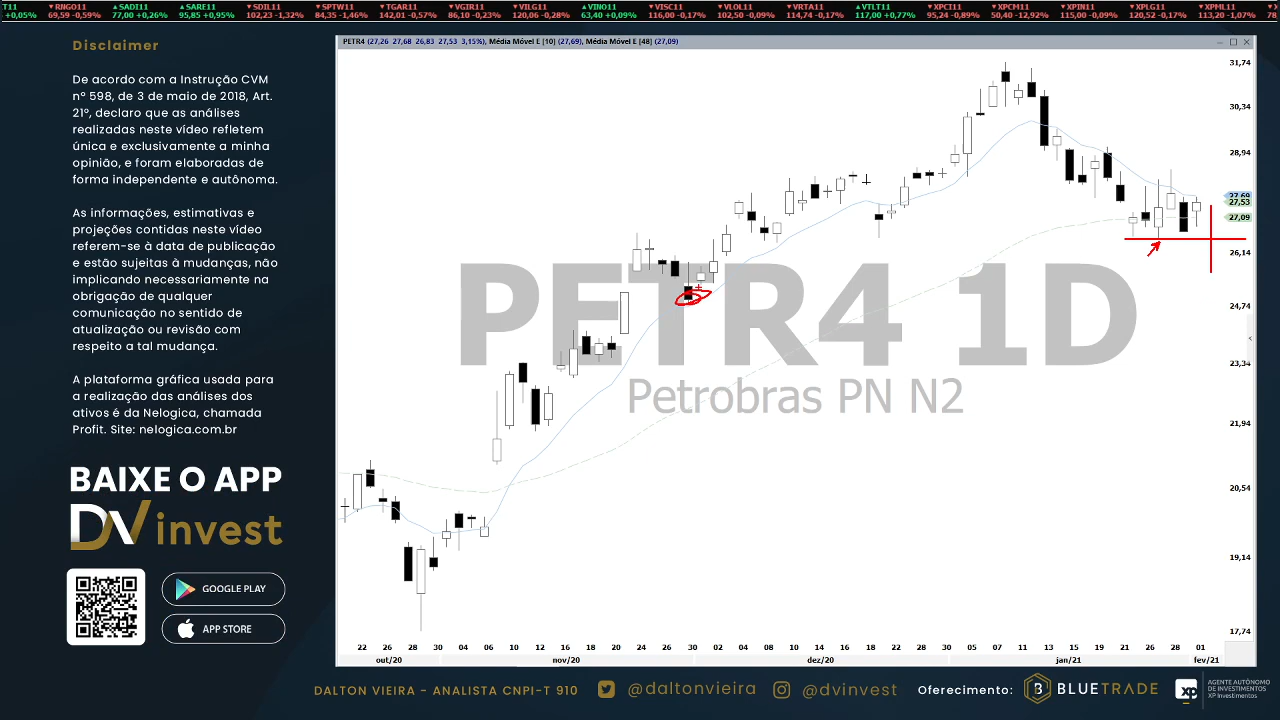 T11 RNGO11 SADI11 SARE11 SDIL11 SPTW11 TGAR11 VGIR11 VILG11 VINO11 VISC11 VLOL11 VRTA11 VTLT11 XPCI11 XPCM11 XPIN11 XPLG11 XPML11
+0,05% 69,59 -0,59% 77,00 +0,26% 95,85 +0,95% 102,23 -1,32% 84,35 -1,46% 142,01 -0,57% 86,10 -0,23% 120,06 -0,28% 63,40 +0,09% 116,00 -0,17% 102,50 -0,09% 114,74 -0,17% 117,00 +0,77% 95,24 -0,89% 50,40 -12,92% 115,00 -0,09% 120,52 -0,17% 113,20 -1,07% 78
Disclaimer
De acordo com a Instrução CVM
nº 598, de 3 de maio de 2018, Art.
21º, declaro que as análises
realizadas neste vídeo refletem
única e exclusivamente a minha
opinião, e foram elaboradas de
forma independente e autônoma.
As informações, estimativas e
projeções contidas neste vídeo
referem-se à data de publicação
e estão sujeitas à mudanças, não
implicando necessariamente na
obrigação de qualquer
comunicação no sentido de
atualização ou revisão com
respeito a tal mudança.
A plataforma gráfica usada para
a realização das análises dos
ativos é da Nelogica, chamada
Profit. Site: nelogica.com.br
BAIXE O APP
DVinvest
GOOGLE PLAY
APP STORE
PETR4 (27,26 27,68 26,83 27,53 3,15%), Média Móvel E [10] (27,69), Média Móvel E [48] (27,09)
PETR4 1D
Petrobras PN N2
31,74
30,34
28,94
27,69
27,53
27,09
26,14
24,74
23,34
21,94
20,54
19,14
17,74
22 26 28 30 04 06 10 12 16 18 20 24 26 30 02 04 08 10 14 16 18 22 28 30 05 07 11 13 15 19 21 26 28 01
out/20 nov/20 dez/20 jan/21 fev/21
DALTON VIEIRA - ANALISTA CNPI-T 910 @daltonvieira @dvinvest Oferecimento: BLUETRADE
xp AGENTE AUTÔNOMO
DE INVESTIMENTOS
XP Investimentos